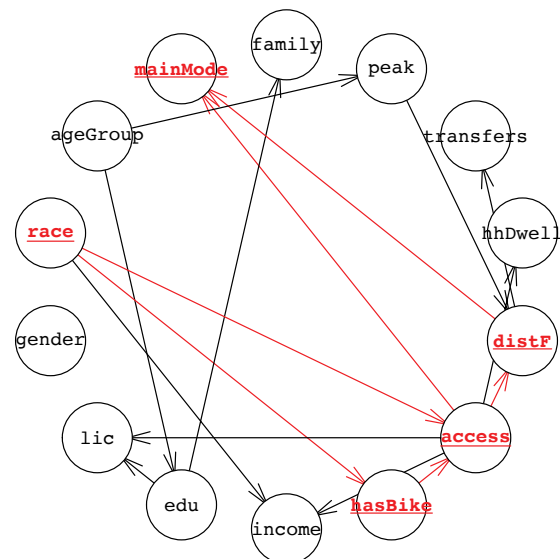 family
mainMode
peak
ageGroup
transfers
race
hhDwell
gender
distF
lic
access
edu
hasBike
income